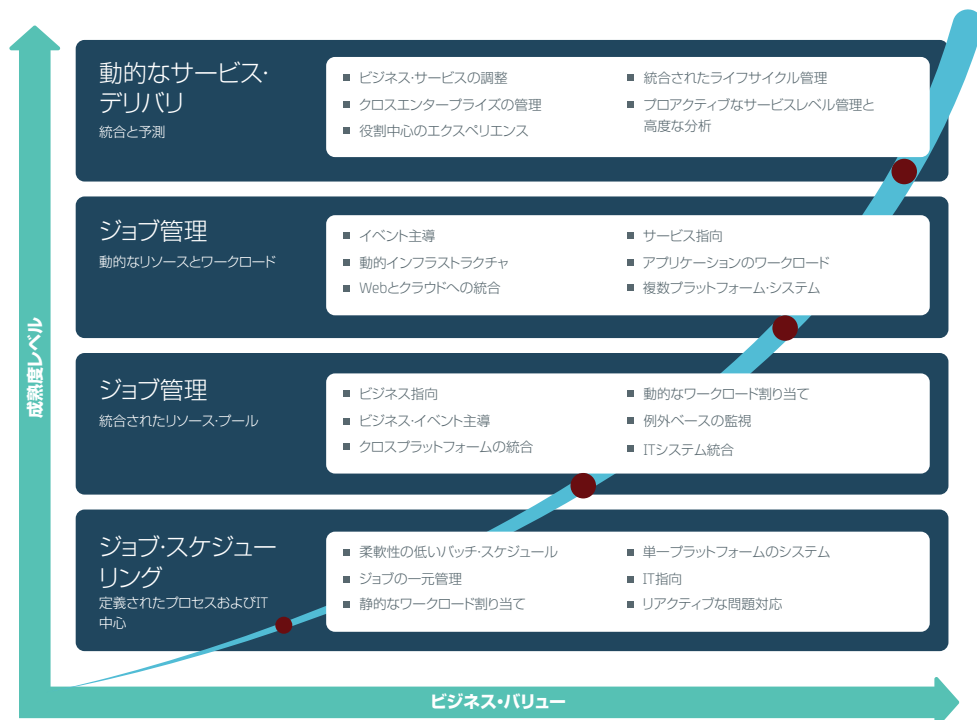 動的なサービス・
デリバリ
統合と予測
■ ビジネス・サービスの調整
■ クロスエンタープライズの管理
■ 役割中心のエクスペリエンス
■ 統合されたライフサイクル管理
■ プロアクティブなサービスレベル管理と
高度な分析
ジョブ管理
動的なリソースとワークロード
■ イベント主導
■ 動的インフラストラクチャ
■ Webとクラウドへの統合
■ サービス指向
■ アプリケーションのワークロード
■ 複数プラットフォーム・システム
ジョブ管理
統合されたリソース・プール
■ ビジネス指向
■ ビジネス・イベント主導
■ クロスプラットフォームの統合
■ 動的なワークロード割り当て
■ 例外ベースの監視
■ ITシステム統合
ジョブ・スケジュー
リング
定義されたプロセスおよびIT
中心
■ 柔軟性の低いバッチ・スケジュール
■ ジョブの一元管理
■ 静的なワークロード割り当て
■ 単一プラットフォームのシステム
■ IT指向
■ リアクティブな問題対応
成熟度レベル
ビジネス・バリュー